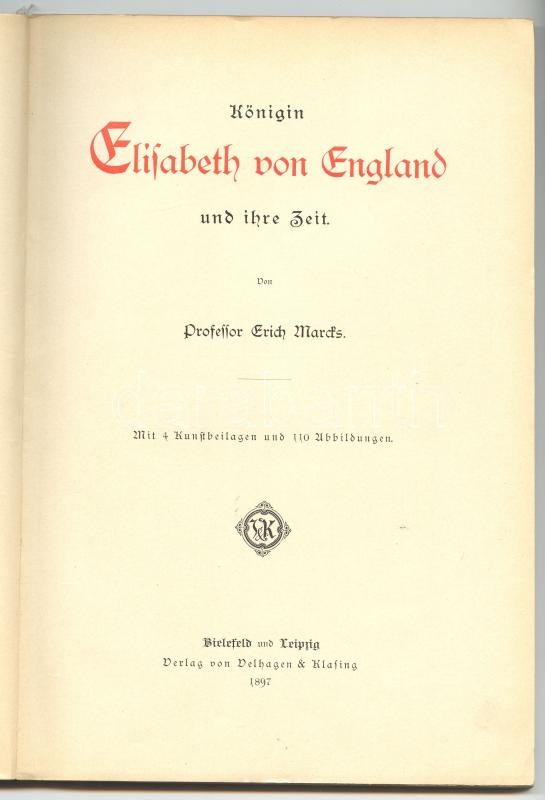 Königin
Eliſabeth von England
und ihre Zeit.
Von
Profeſſor Erich Marcks.
Mit 4 Kunſtbeilagen und 110 Abbildungen.
V&K
Bielefeld und Leipzig
Verlag von Velhagen & Klaſing
1897